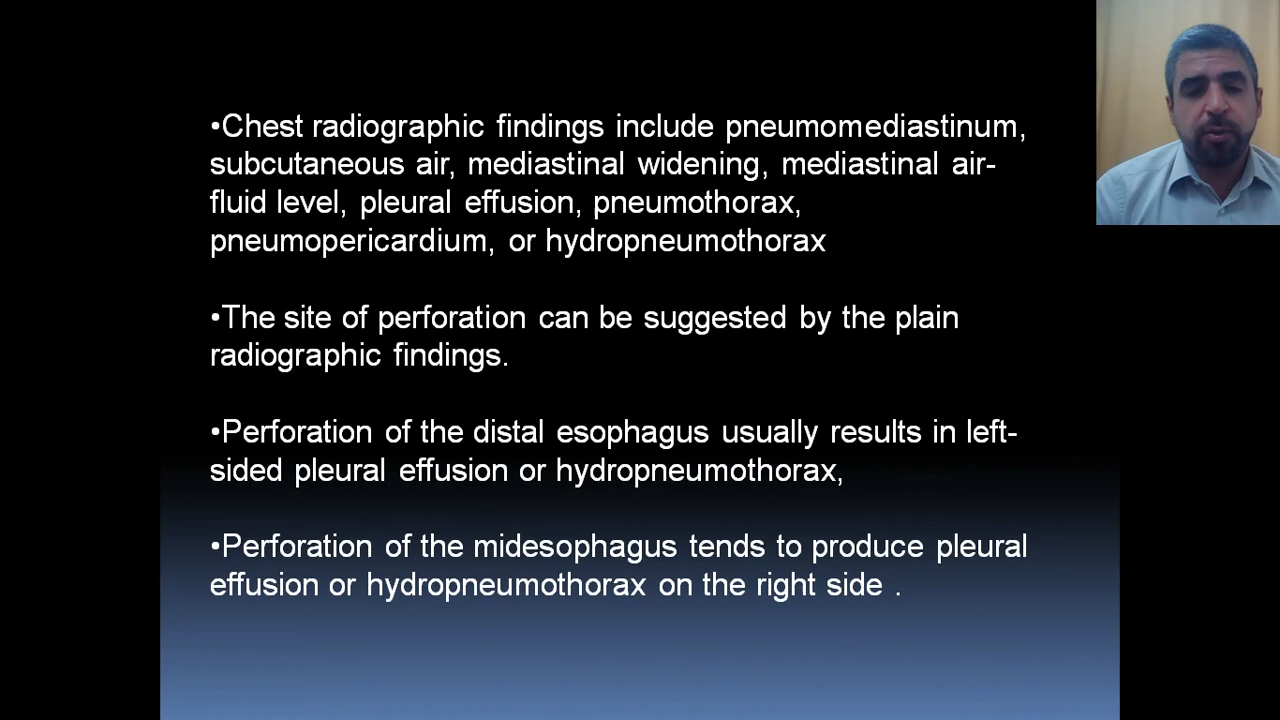 •Chest radiographic findings include pneumomediastinum,
subcutaneous air, mediastinal widening, mediastinal air-
fluid level, pleural effusion, pneumothorax,
pneumopericardium, or hydropneumothorax
•The site of perforation can be suggested by the plain
radiographic findings.
•Perforation of the distal esophagus usually results in left-
sided pleural effusion or hydropneumothorax,
•Perforation of the midesophagus tends to produce pleural
effusion or hydropneumothorax on the right side .